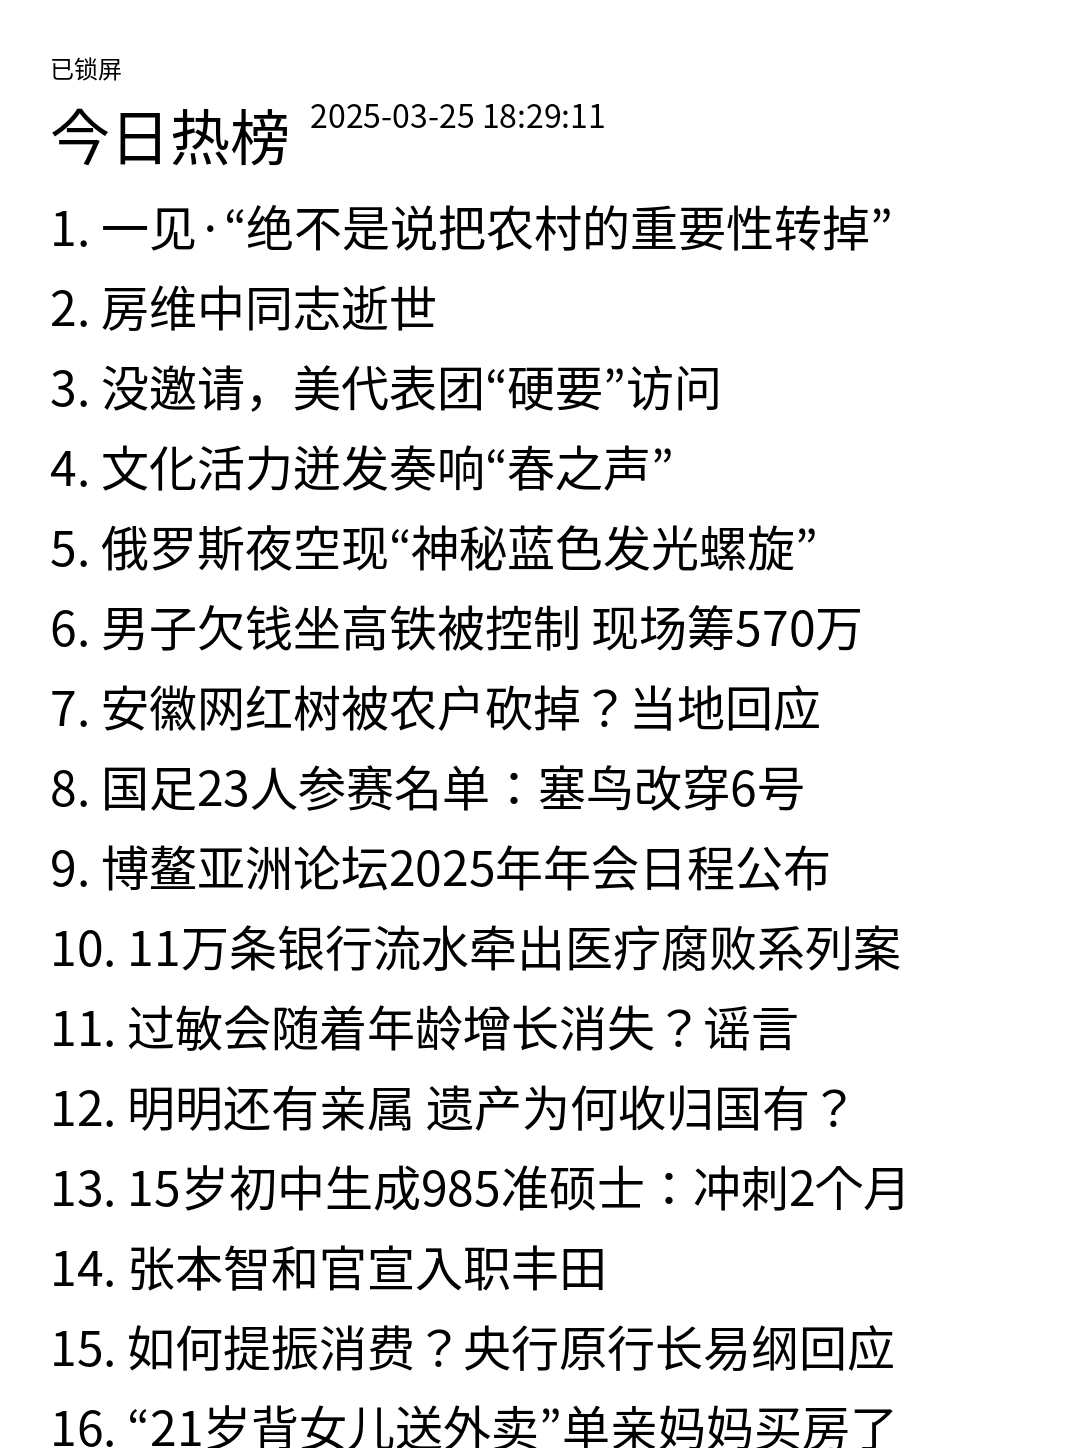 已锁屏
今日热榜 2025-03-25 18:29:11
1. 一见·“绝不是说把农村的重要性转掉”
2. 房维中同志逝世
3. 没邀请，美代表团“硬要”访问
4. 文化活力迸发奏响“春之声”
5. 俄罗斯夜空现“神秘蓝色发光螺旋”
6. 男子欠钱坐高铁被控制 现场筹570万
7. 安徽网红树被农户砍掉？当地回应
8. 国足23人参赛名单：塞鸟改穿6号
9. 博鳌亚洲论坛2025年年会日程公布
10. 11万条银行流水牵出医疗腐败系列案
11. 过敏会随着年龄增长消失？谣言
12. 明明还有亲属 遗产为何收归国有？
13. 15岁初中生成985准硕士：冲刺2个月
14. 张本智和官宣入职丰田
15. 如何提振消费？央行原行长易纲回应
16. “21岁背女儿送外卖”单亲妈妈买房了